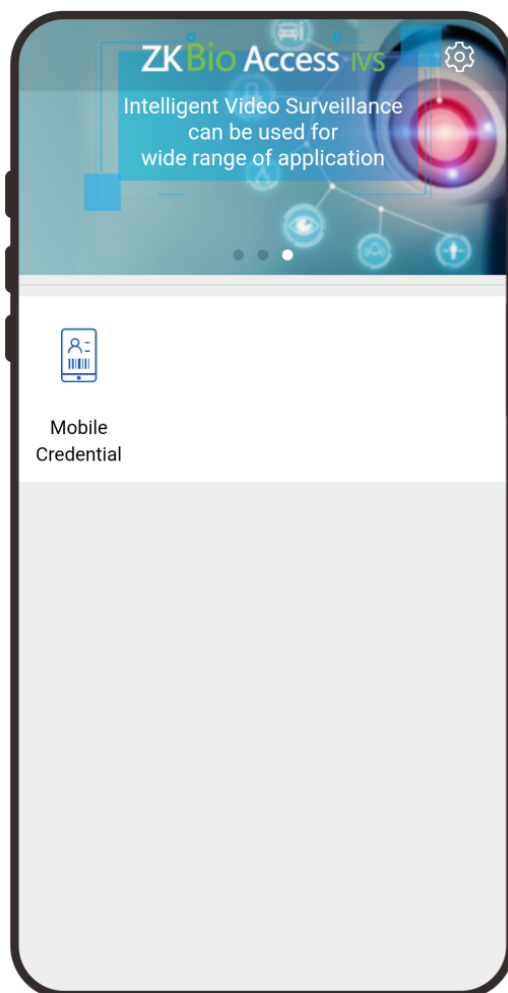 ZKBio Access IVS
Intelligent Video Surveillance
can be used for
wide range of application
Mobile
Credential